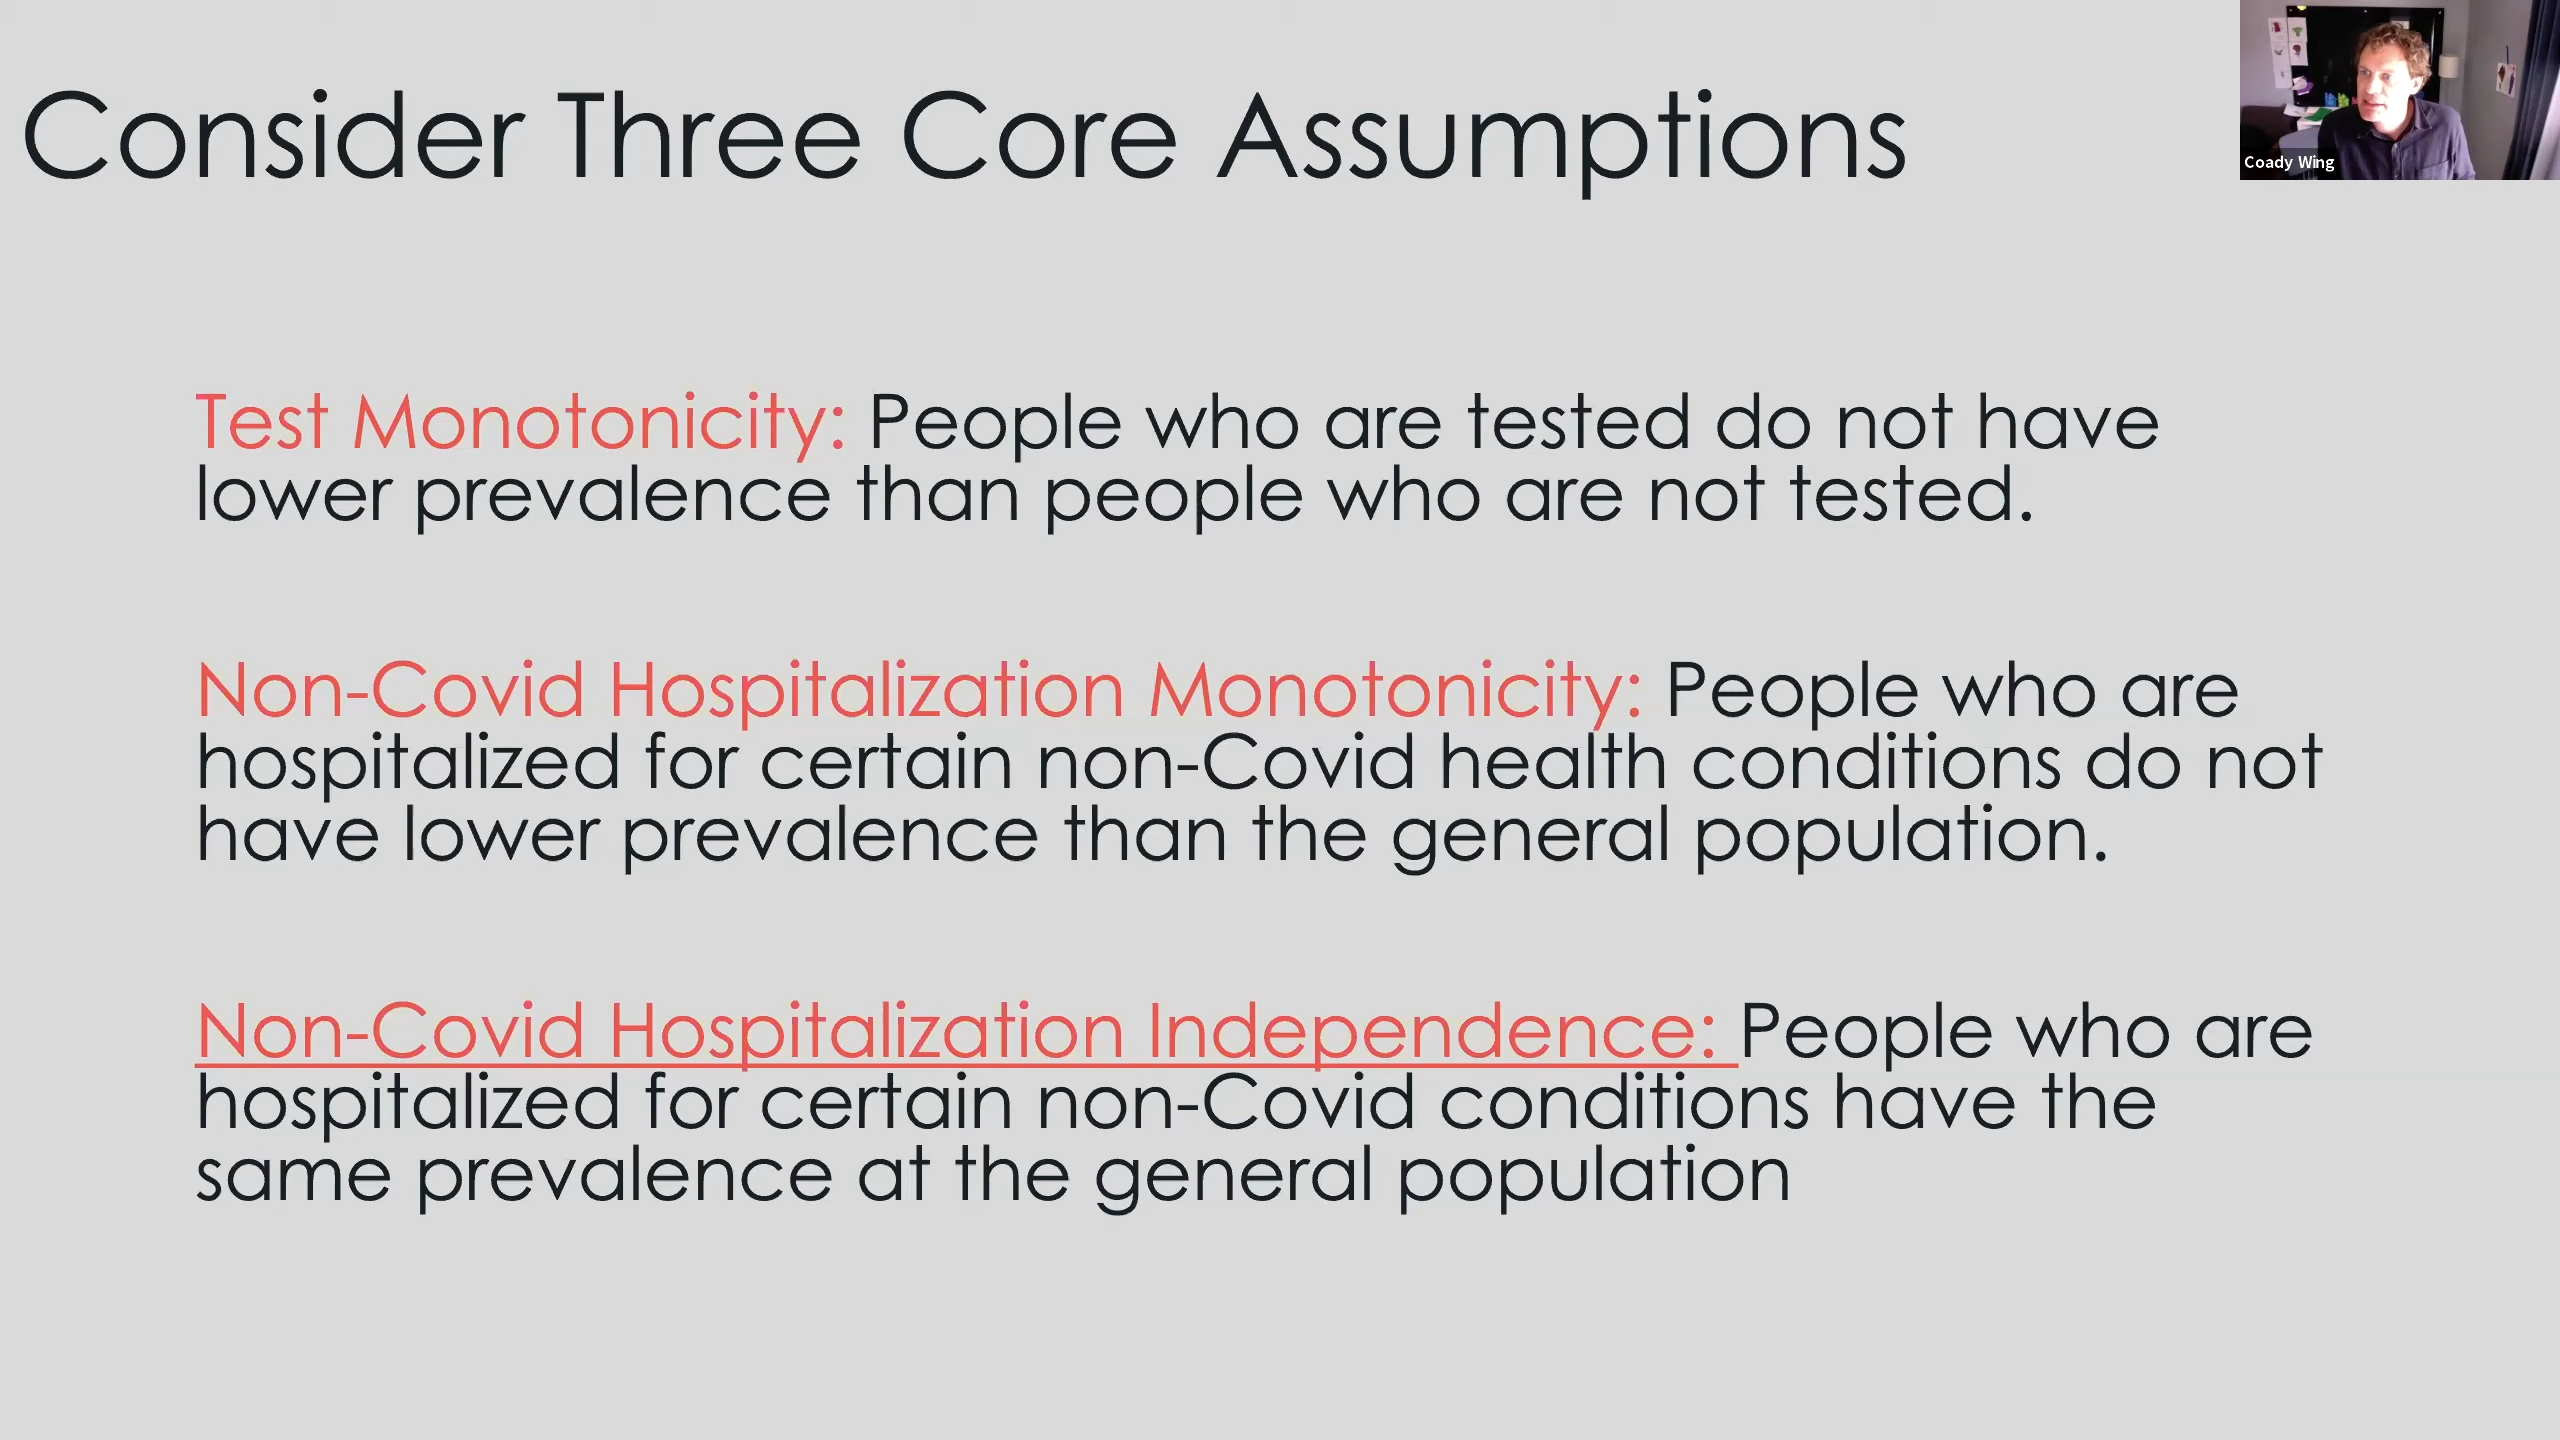 Consider Three Core Assumptions
Coady Wing
Test Monotonicity: People who are tested do not have
lower prevalence than people who are not tested.
Non-Covid Hospitalization Monotonicity: People who are
hospitalized for certain non-Covid health conditions do not
have lower prevalence than the general population.
Non-Covid Hospitalization Independence: People who are
hospitalized for certain non-Covid conditions have the
same prevalence at the general population